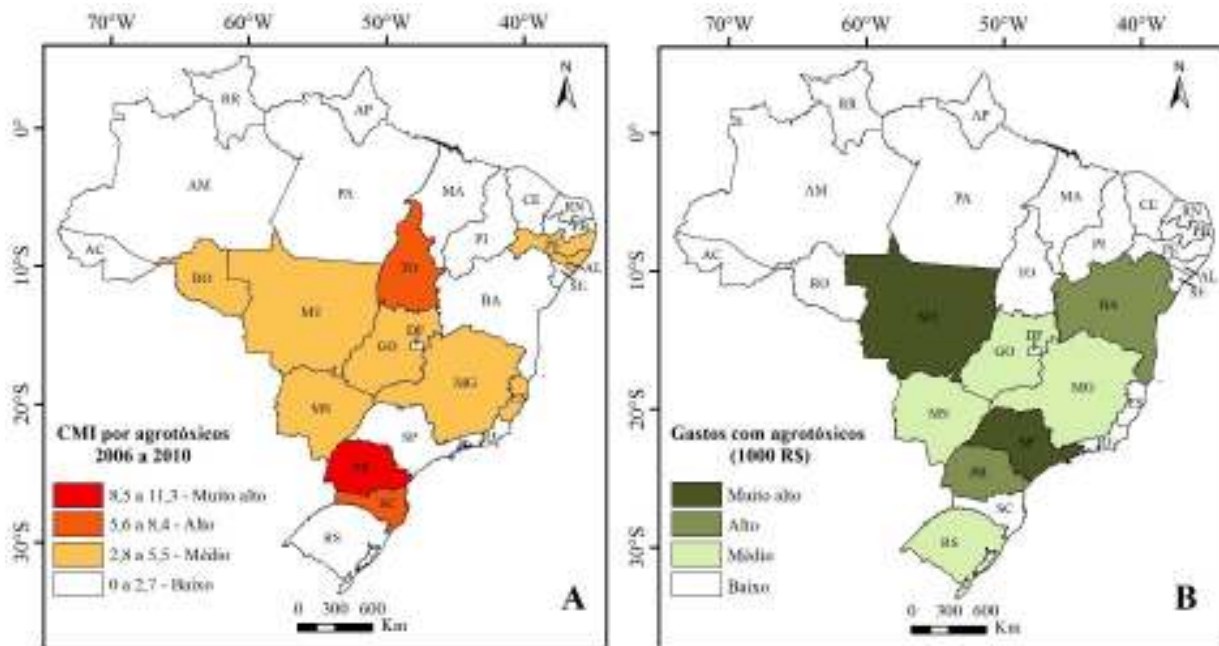 70°W 60°W 50°W 40°W
N
0°
10°S
20°S
30°S
RR
AP
AM
PA
MA
CE
RN
PB
PI
AC
AL
SE
TO
BA
RO
MT
DF
GO
MG
MS
SP
RJ
PR
SC
RS
CMI por agrotóxicos
2006 a 2010
8,5 a 11,3 - Muito alto
5,6 a 8,4 - Alto
2,8 a 5,5 - Médio
0 a 2,7 - Baixo
0 300 600
Km
A
70°W 60°W 50°W 40°W
N
0°
10°S
20°S
30°S
RR
AP
AM
PA
MA
CE
RN
PB
PI
PE
AC
AL
SE
TO
BA
RO
MT
DF
GO
MG
ES
MS
SP
RJ
PR
SC
RS
Gastos com agrotóxicos
(1000 R$)
Muito alto
Alto
Médio
Baixo
0 300 600
Km
B